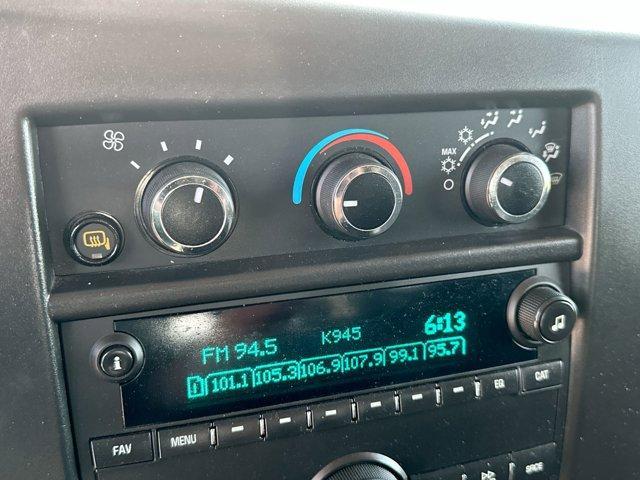 MAX
FM 94.5 K945 6:13
101.1 105.3 106.9 107.9 99.1 95.7
i
FAV MENU EQ CAT